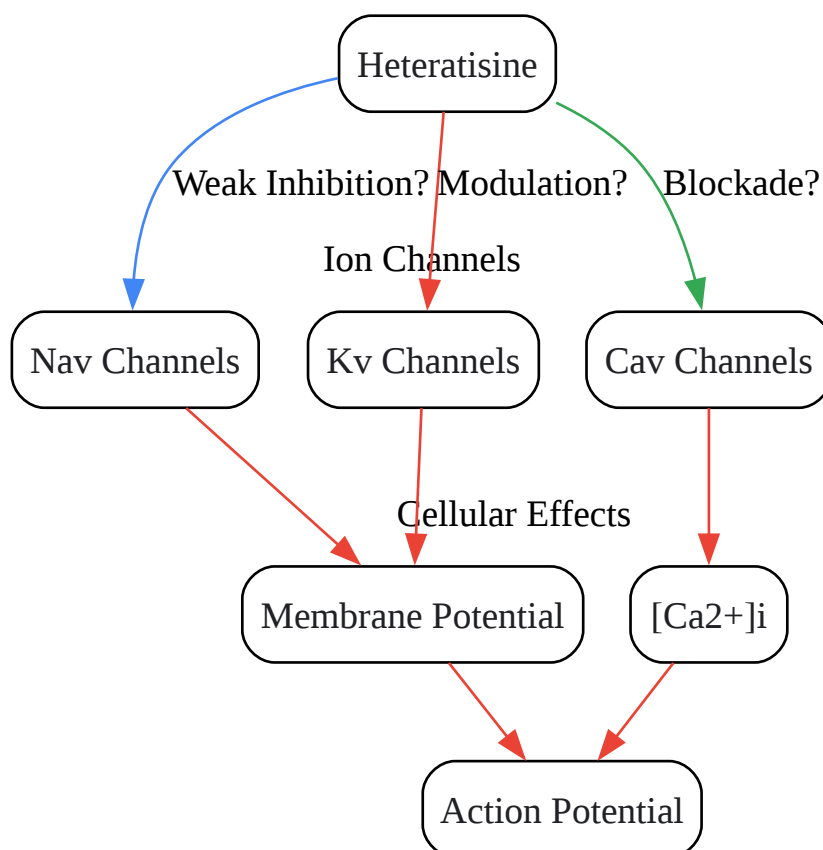 Heteratisine
Weak Inhibition?
Modulation?
Blockade?
Ion Channels
Nav Channels
Kv Channels
Cav Channels
Cellular Effects
Membrane Potential
[Ca2+]i
Action Potential